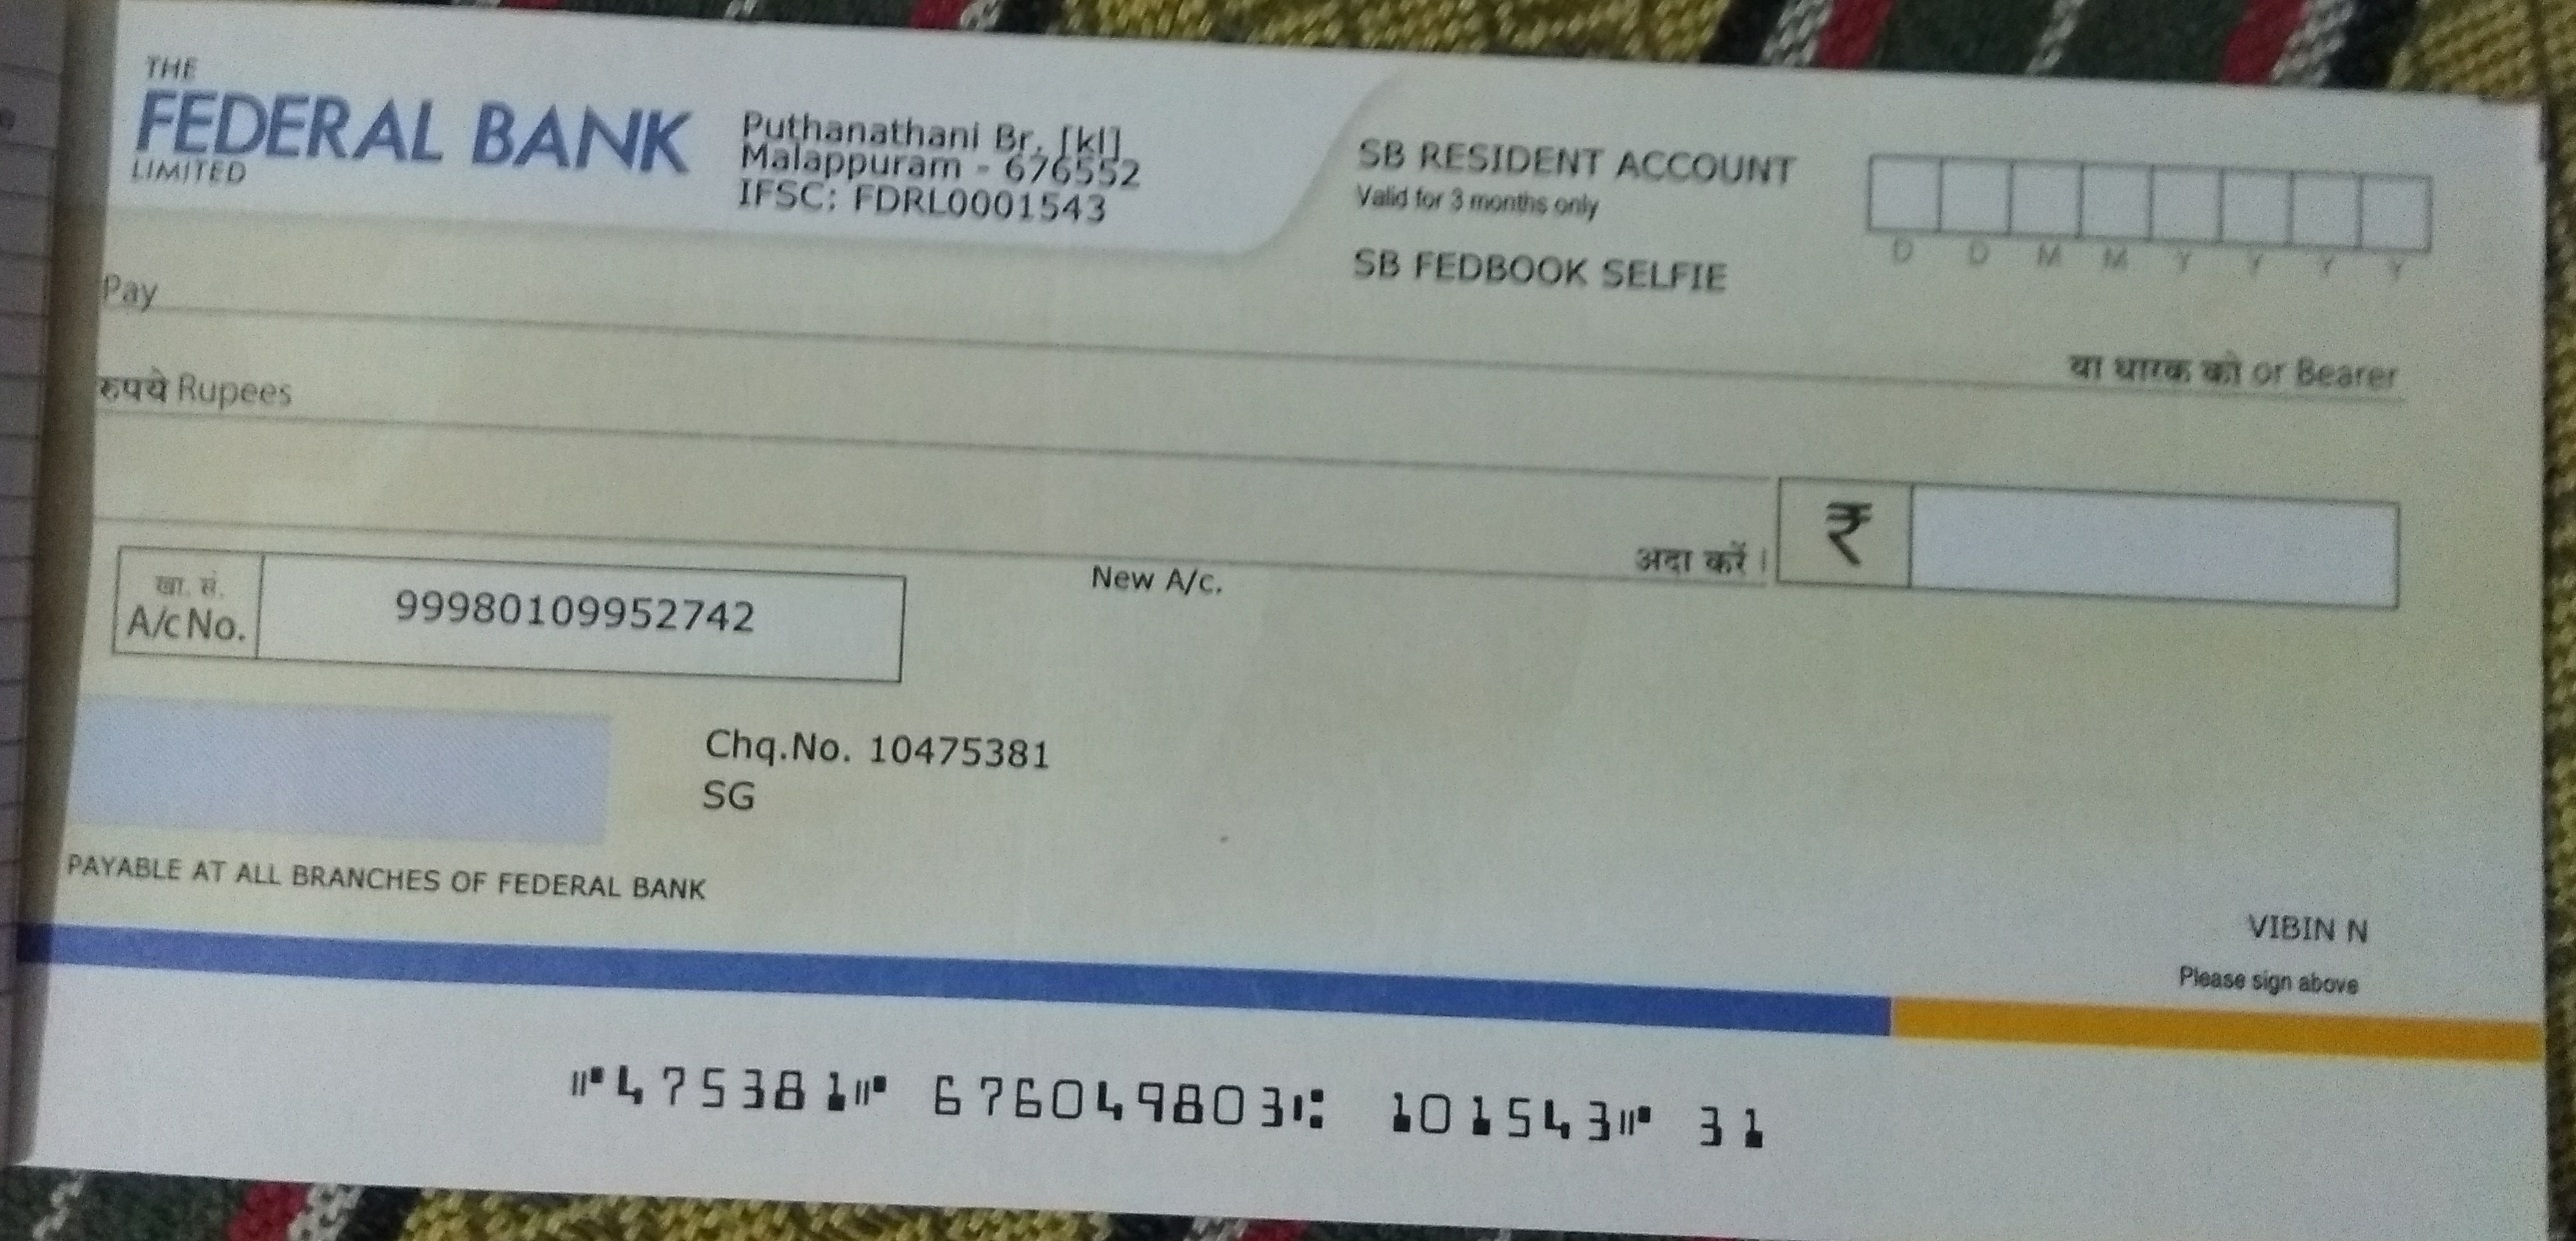 THE
FEDERAL BANK
LIMITED
Puthanathani Br. [kl]
Malappuram - 676552
IFSC: FDRL0001543
SB RESIDENT ACCOUNT
Valid for 3 months only
SB FEDBOOK SELFIE
D D M M Y Y Y Y
Pay
या धारक को or Bearer
रुपये Rupees
अदा करें।
₹
खा. सं.
A/c No.
99980109952742
New A/c.
Chq.No. 10475381
SG
PAYABLE AT ALL BRANCHES OF FEDERAL BANK
VIBIN N
Please sign above
⑈475381⑈ 676049803⑆ 101543⑈ 31